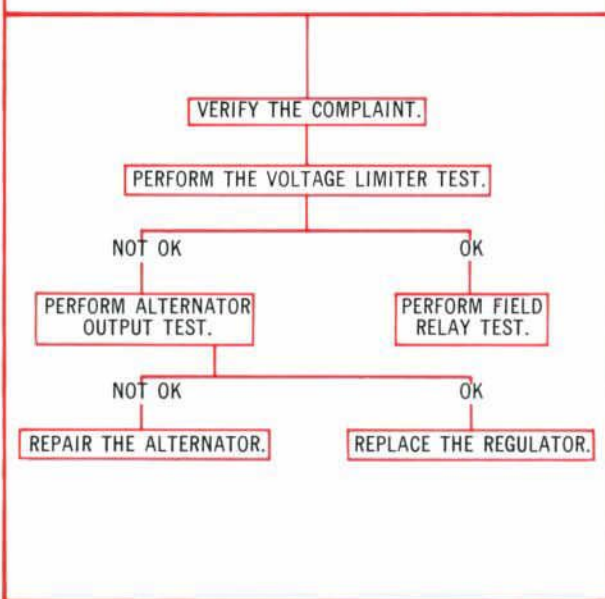 VERIFY THE COMPLAINT.
PERFORM THE VOLTAGE LIMITER TEST.
NOT OK
OK
PERFORM ALTERNATOR
OUTPUT TEST.
PERFORM FIELD
RELAY TEST.
NOT OK
OK
REPAIR THE ALTERNATOR.
REPLACE THE REGULATOR.